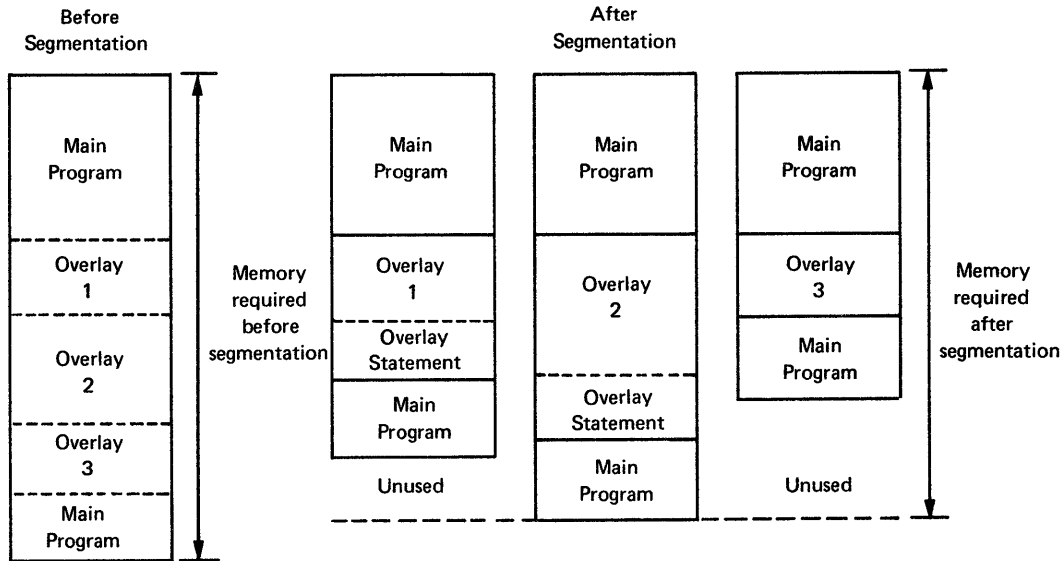 Before
Segmentation
Main
Program
Overlay
1
Overlay
2
Overlay
3
Main
Program
Memory
required
before
segmentation
After
Segmentation
Main
Program
Overlay
1
Overlay
Statement
Main
Program
Unused
Main
Program
Overlay
2
Overlay
Statement
Main
Program
Main
Program
Overlay
3
Main
Program
Unused
Memory
required
after
segmentation